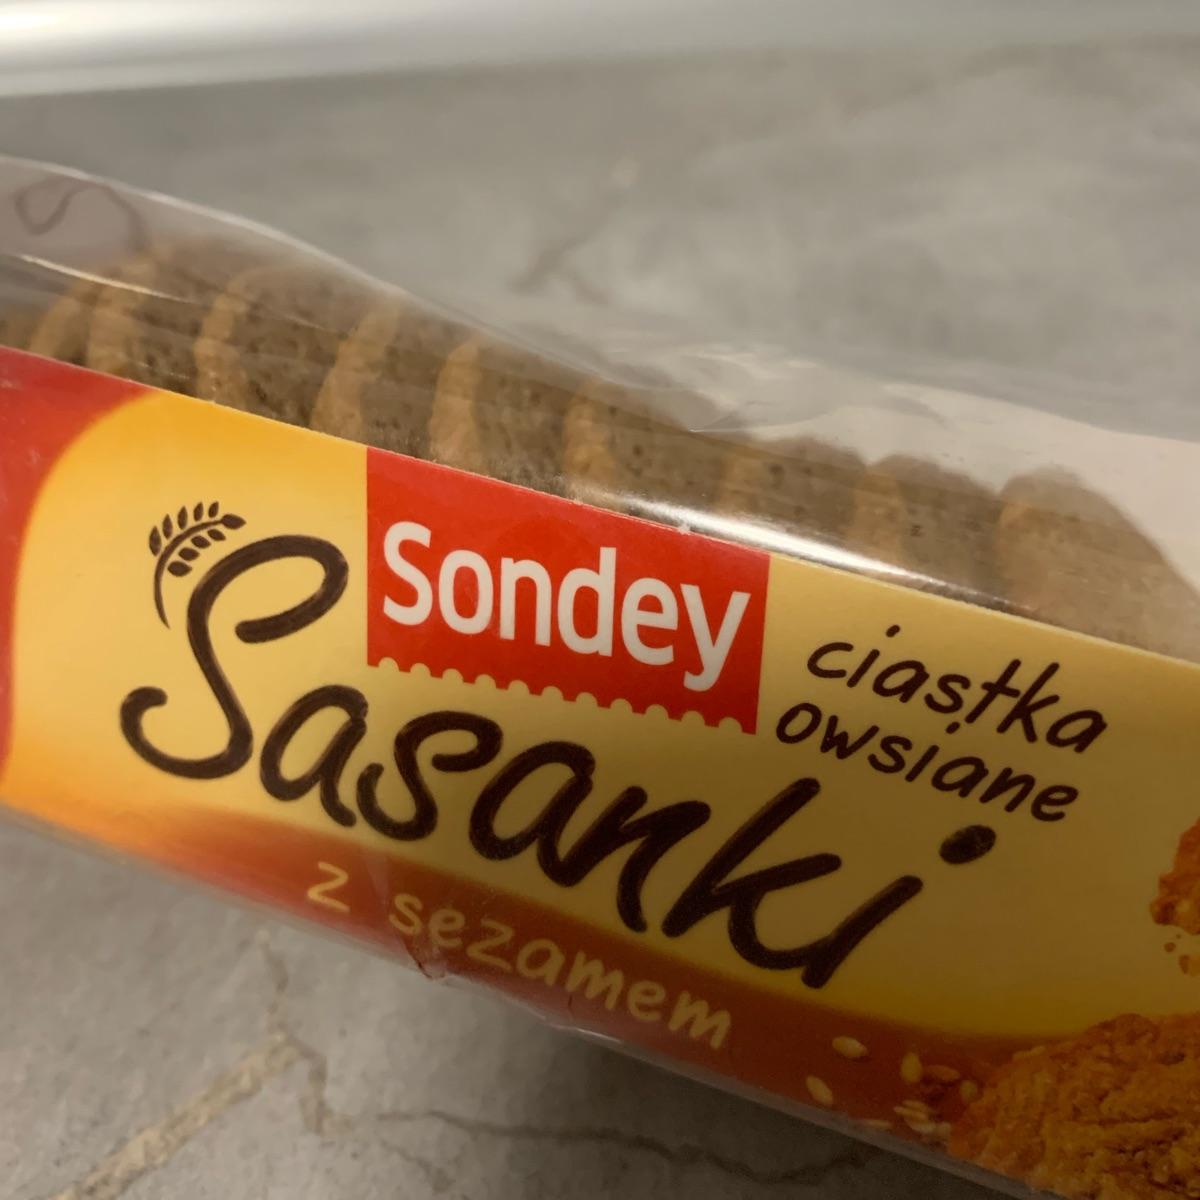 Sondey
Sasanki
ciastka
owsiane
z sezamem